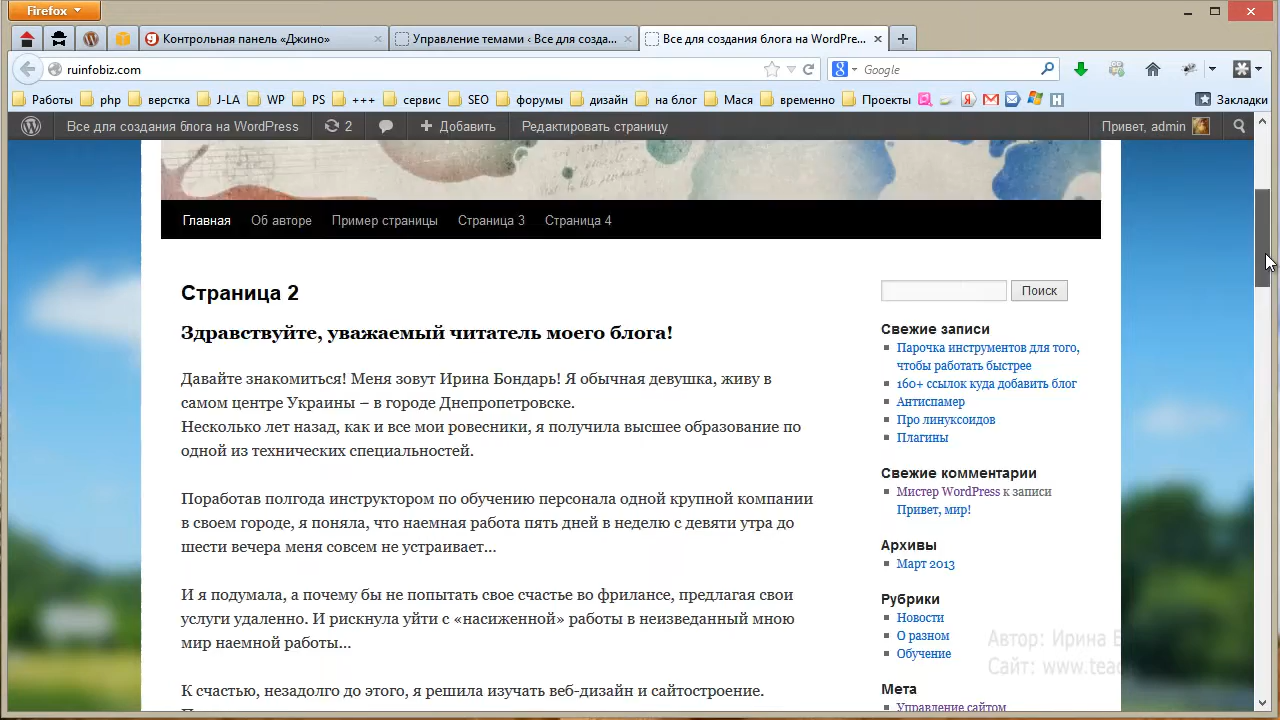 Firefox
Контрольная панель «Джино»
Управление темами ‹ Все для созда...
Все для создания блога на WordPre...
ruinfobiz.com
Google
Работы php верстка J-LA WP :) +++ сервис SEO форумы дизайн на блог Мася временно Проекты Закладки
Все для создания блога на WordPress 2 Добавить Редактировать страницу Привет, admin
Главная Об авторе Пример страницы Страница 3 Страница 4
Страница 2
Здравствуйте, уважаемый читатель моего блога!
Давайте знакомиться! Меня зовут Ирина Бондарь! Я обычная девушка, живу в
самом центре Украины – в городе Днепропетровске.
Несколько лет назад, как и все мои ровесники, я получила высшее образование по
одной из технических специальностей.
Поработав полгода инструктором по обучению персонала одной крупной компании
в своем городе, я поняла, что наемная работа пять дней в неделю с девяти утра до
шести вечера меня совсем не устраивает...
И я подумала, а почему бы не попытать свое счастье во фрилансе, предлагая свои
услуги удаленно. И рискнула уйти с «насиженной» работы в неизведанный мною
мир наемной работы...
К счастью, незадолго до этого, я решила изучать веб-дизайн и сайтостроение.
Поиск
Свежие записи
Парочка инструментов для того,
чтобы работать быстрее
160+ ссылок куда добавить блог
Антиспамер
Про линуксоидов
Плагины
Свежие комментарии
Мистер WordPress к записи
Привет, мир!
Архивы
Март 2013
Рубрики
Новости
О разном
Обучение
Мета
Управление сайтом
Автор: Ирина Б
Сайт: www.teac